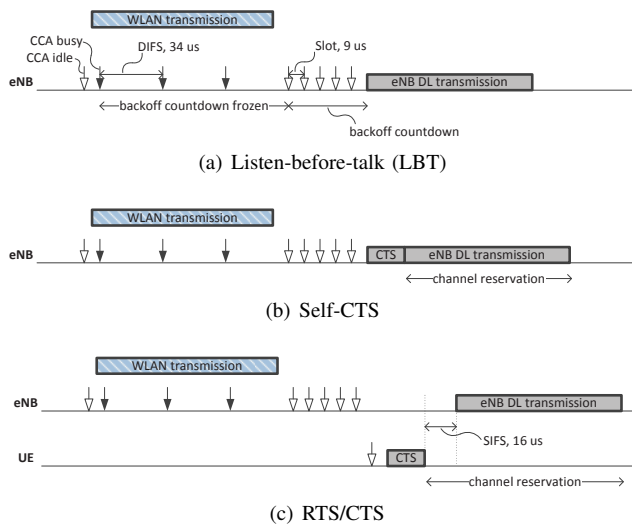 WLAN transmission
CCA busy
CCA idle
DIFS, 34 us
Slot, 9 us
eNB
eNB DL transmission
backoff countdown frozen
backoff countdown
(a) Listen-before-talk (LBT)
WLAN transmission
eNB
CTS
eNB DL transmission
channel reservation
(b) Self-CTS
WLAN transmission
eNB
eNB DL transmission
SIFS, 16 us
UE
CTS
channel reservation
(c) RTS/CTS